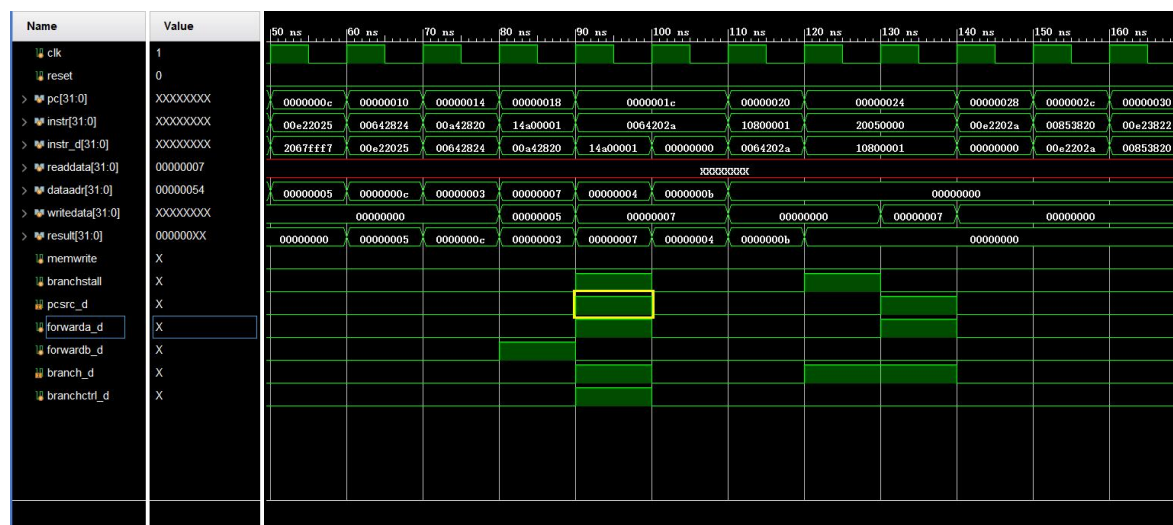 Name Value 50 ns 60 ns 70 ns 80 ns 90 ns 100 ns 110 ns 120 ns 130 ns 140 ns 150 ns 160 ns
clk 1
reset 0
pc[31:0] XXXXXXXX 0000000c 00000010 00000014 00000018 0000001c 00000020 00000024 00000028 0000002c 00000030
instr[31:0] XXXXXXXX 00e22025 00642824 00a42820 14a00001 0064202a 10800001 20050000 00e2202a 00853820 00e23822
instr_d[31:0] XXXXXXXX 2067fff7 00e22025 00642824 00a42820 14a00001 00000000 0064202a 10800001 00000000 00e2202a 00853820
readdata[31:0] 00000007 XXXXXXXX
dataadr[31:0] 00000054 00000005 0000000c 00000003 00000007 00000004 0000000b 00000000
writedata[31:0] XXXXXXXX 00000000 00000005 00000007 00000000 00000007 00000000
result[31:0] 000000XX 00000000 00000005 0000000c 00000003 00000007 00000004 0000000b 00000000
memwrite X
branchstall X
pcsrc_d X
forwarda_d X
forwardb_d X
branch_d X
branchctrl_d X